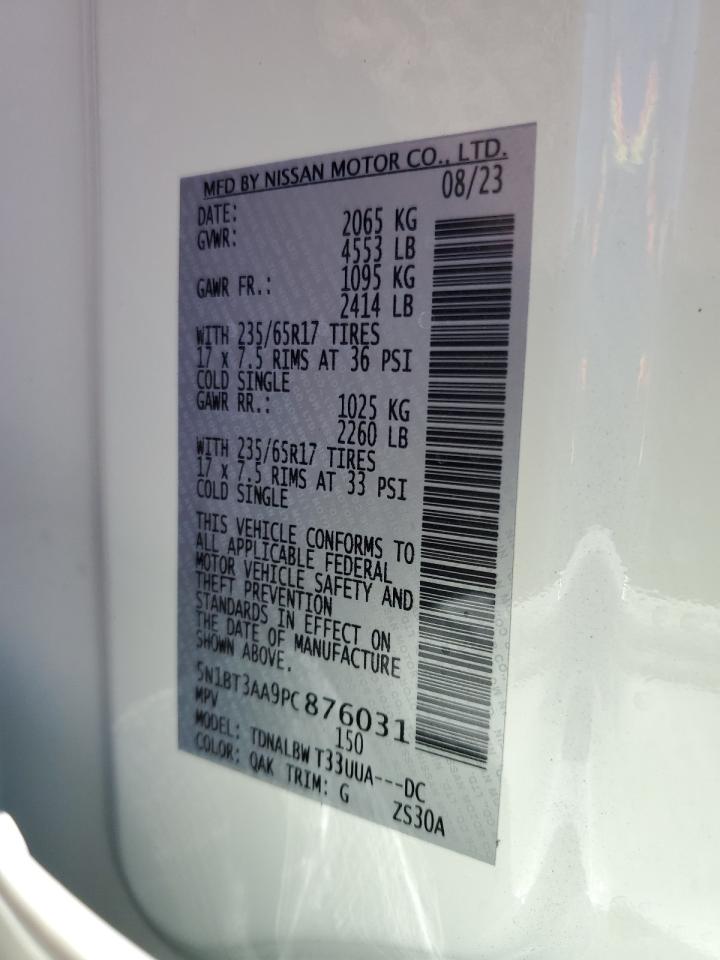 MFD BY NISSAN MOTOR CO., LTD.
DATE: 08/23
GVWR: 2065 KG
4553 LB
GAWR FR.: 1095 KG
2414 LB
WITH 235/65R17 TIRES
17 X 7.5 RIMS AT 36 PSI
COLD SINGLE
GAWR RR.: 1025 KG
2260 LB
WITH 235/65R17 TIRES
17 X 7.5 RIMS AT 33 PSI
COLD SINGLE
THIS VEHICLE CONFORMS TO
ALL APPLICABLE FEDERAL
MOTOR VEHICLE SAFETY AND
THEFT PREVENTION
STANDARDS IN EFFECT ON
THE DATE OF MANUFACTURE
SHOWN ABOVE.
5N1BT3AA9PC876031
MPV 150
MODEL: TDNALBW T33UUA---DC
COLOR: QAK TRIM: G ZS30A